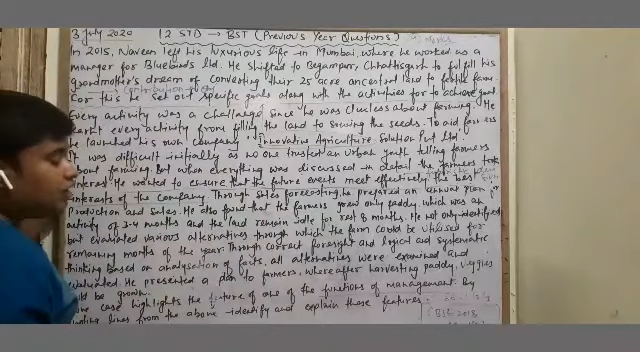 3 July 2020 12 STD → BST (Previous Year Questions)
In 2015, Naveen left his luxurious life in Mumbai, where he worked as a
manager for Bluebirds Ltd. He shifted to Begampur, Chhattisgarh to fulfill his
grandmother's dream of converting their 25 acre ancestral land to fertile farm.
For this he set out specific goals along with the activities for to achieve goal
Every activity was a challenge since he was clueless about farming. He
learnt every activity from filling the land to sowing the seeds. To aid farmers
he launched his own company "Innovative Agriculture Solution Pvt Ltd.
It was difficult initially as no one trusted an urban youth telling farmers
about farming. But when everything was discussed in detail the farmers took
interest. He wanted to ensure that the future events meet effectively the best
interests of the company. Through sales forecasting, he prepared an annual plan for
production and sales. He also found that the farmers grew only paddy, which was an
activity of 3-4 months and the land remain idle for rest 8 months. He not only identified
but evaluated various alternatives through which the farm could be utilised for
remaining months of the year. Through correct foresight and logical and systematic
thinking based on analysation of facts, all alternatives were examined and
evaluated. He presented a plan to farmers, where after harvesting paddy, veggies
be grown.
case highlights the feature of one of the functions of management. By
lines from the above identify and explain these features